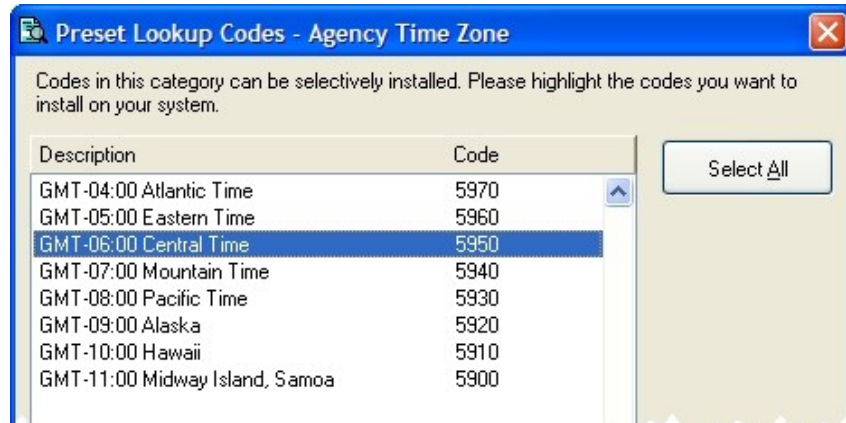 Preset Lookup Codes - Agency Time Zone
Codes in this category can be selectively installed. Please highlight the codes you want to
install on your system.
Description Code
Select All
GMT-04:00 Atlantic Time 5970
GMT-05:00 Eastern Time 5960
GMT-06:00 Central Time 5950
GMT-07:00 Mountain Time 5940
GMT-08:00 Pacific Time 5930
GMT-09:00 Alaska 5920
GMT-10:00 Hawaii 5910
GMT-11:00 Midway Island, Samoa 5900